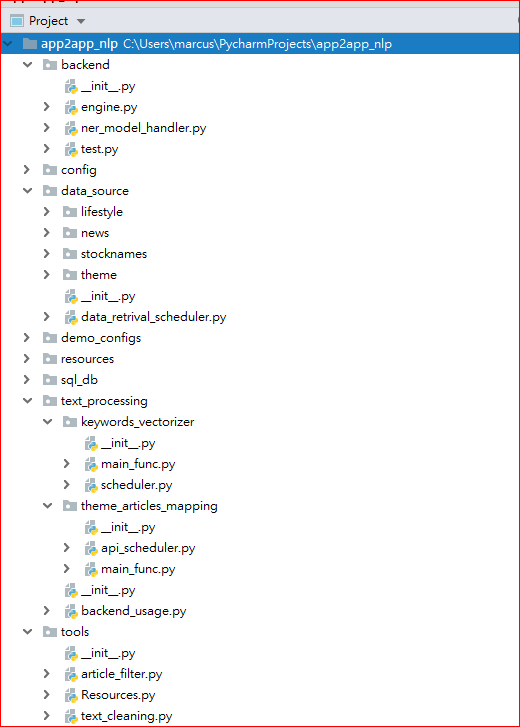 Project
app2app_nlp C:\Users\marcus\PycharmProjects\app2app_nlp
backend
__init__.py
engine.py
ner_model_handler.py
test.py
config
data_source
lifestyle
news
stocknames
theme
__init__.py
data_retrival_scheduler.py
demo_configs
resources
sql_db
text_processing
keywords_vectorizer
__init__.py
main_func.py
scheduler.py
theme_articles_mapping
__init__.py
api_scheduler.py
main_func.py
__init__.py
backend_usage.py
tools
__init__.py
article_filter.py
Resources.py
text_cleaning.py